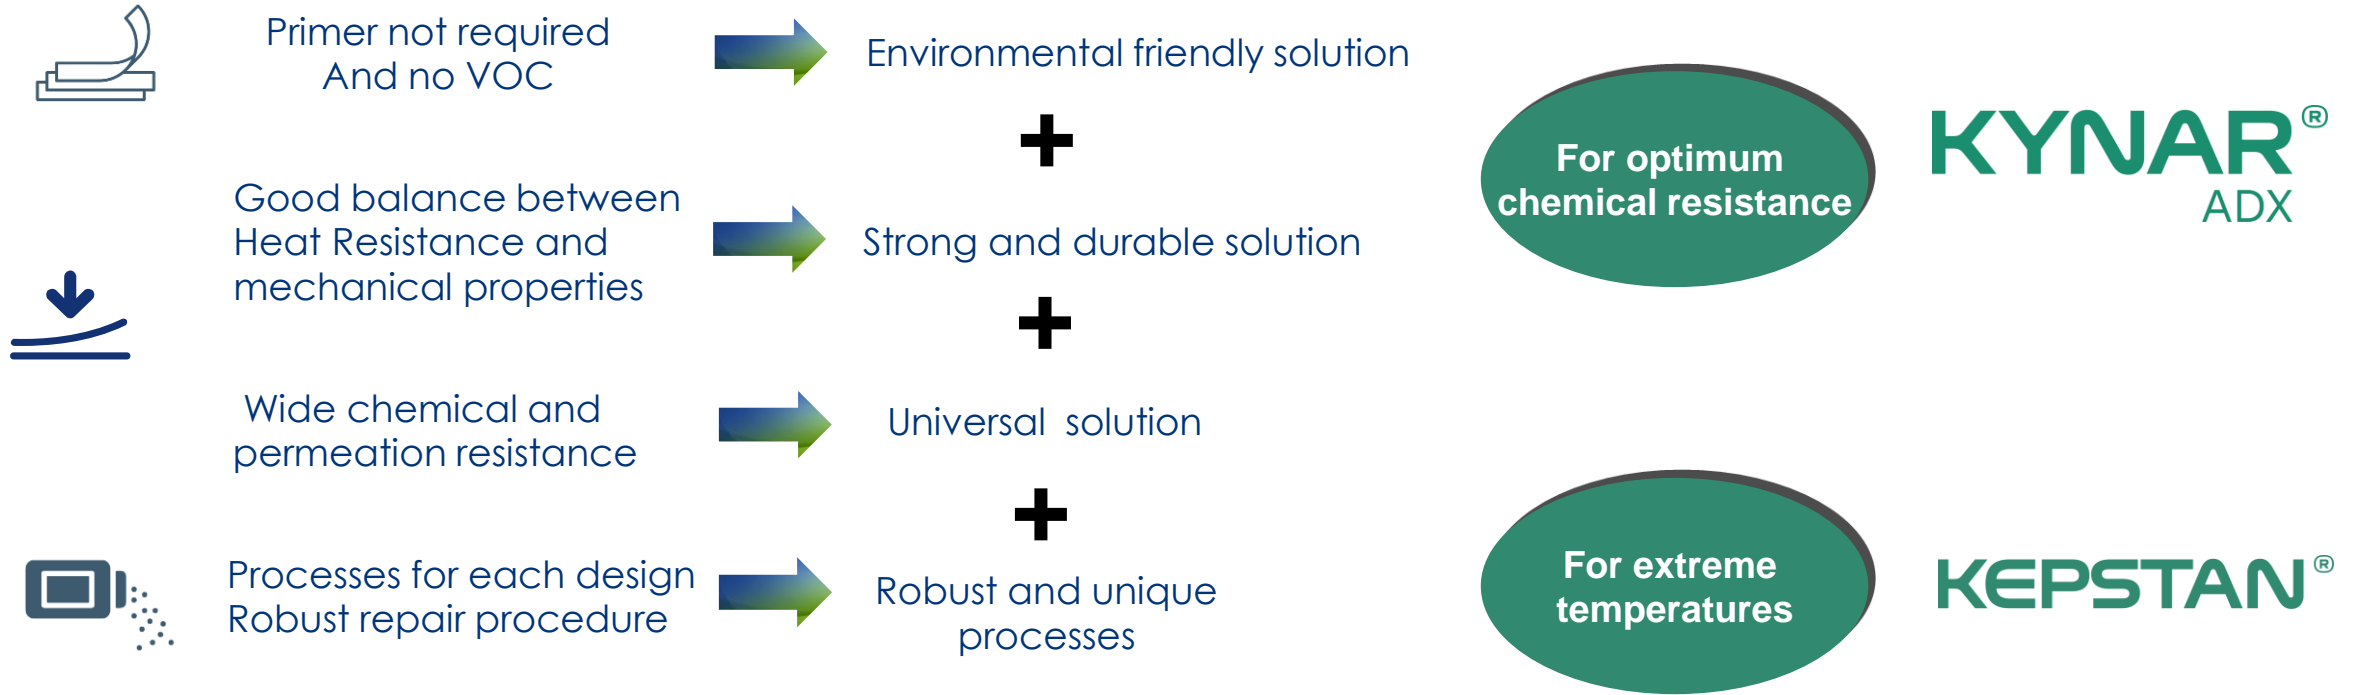 Primer not required
And no VOC
Environmental friendly solution
+
Good balance between
Heat Resistance and
mechanical properties
Strong and durable solution
+
Wide chemical and
permeation resistance
Universal solution
+
Processes for each design
Robust repair procedure
Robust and unique
processes
For optimum
chemical resistance
KYNAR®
ADX
For extreme
temperatures
KEPSTAN®